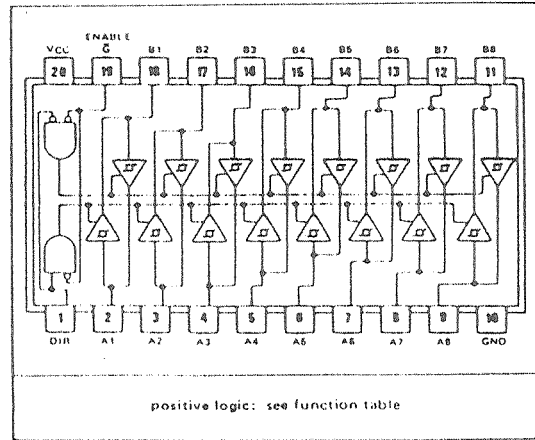 ENABLE
VCC G̅ B1 B2 B3 B4 B5 B6 B7 B8
20 19 18 17 16 15 14 13 12 11
1 2 3 4 5 6 7 8 9 10
DIR A1 A2 A3 A4 A5 A6 A7 A8 GND
positive logic: see function table